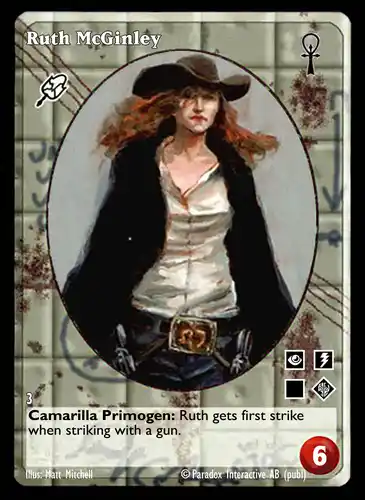 Ruth McGinley
3
Camarilla Primogen: Ruth gets first strike
when striking with a gun.
6
Illus: Matt Mitchell
© Paradox Interactive AB (publ)